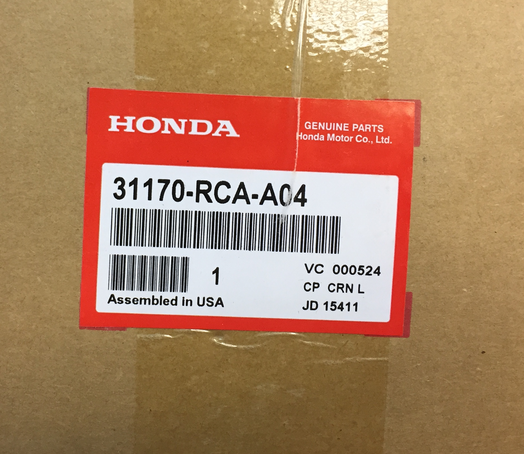 HONDA
GENUINE PARTS
Honda Motor Co., Ltd.
31170-RCA-A04
1
VC 000524
CP CRN L
Assembled in USA
JD 15411